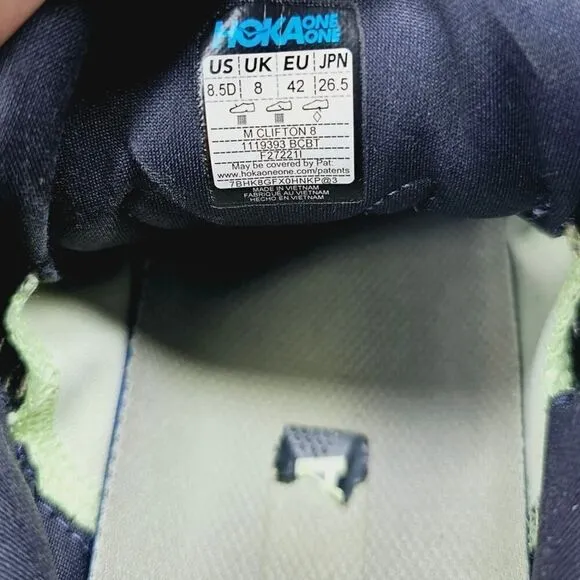 HOKA ONE ONE
US UK EU JPN
8.5D 8 42 26.5
M CLIFTON 8
1119393 BCBT
F27221I
May be covered by Pat:
www.hokaoneone.com/patents
7BHK8GFX0HNKP@3
MADE IN VIETNAM
FABRIQUÉ AU VIETNAM
HECHO EN VIETNAM